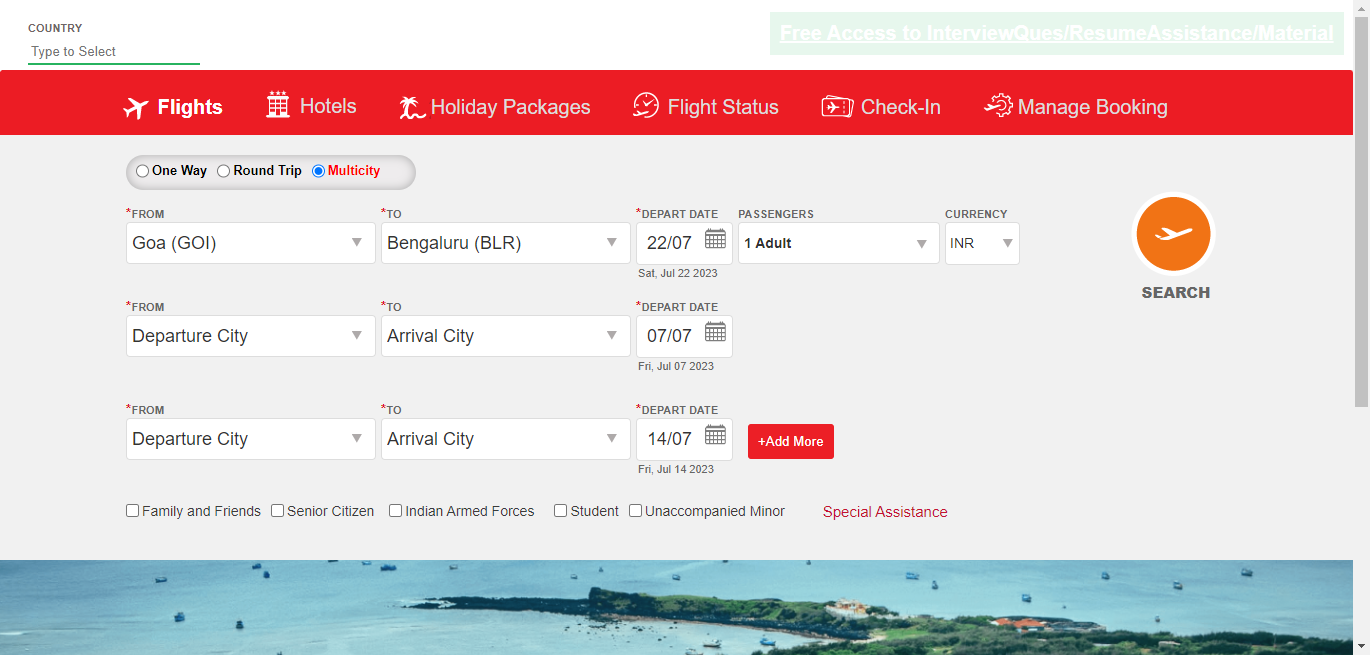 COUNTRY
Type to Select
Free Access to InterviewQues/ResumeAssistance/Material
Flights Hotels Holiday Packages Flight Status Check-In Manage Booking
One Way Round Trip Multicity
*FROM *TO *DEPART DATE PASSENGERS CURRENCY
Goa (GOI) Bengaluru (BLR) 22/07 1 Adult INR
Sat, Jul 22 2023
SEARCH
*FROM *TO *DEPART DATE
Departure City Arrival City 07/07
Fri, Jul 07 2023
*FROM *TO *DEPART DATE
Departure City Arrival City 14/07 +Add More
Fri, Jul 14 2023
Family and Friends Senior Citizen Indian Armed Forces Student Unaccompanied Minor Special Assistance